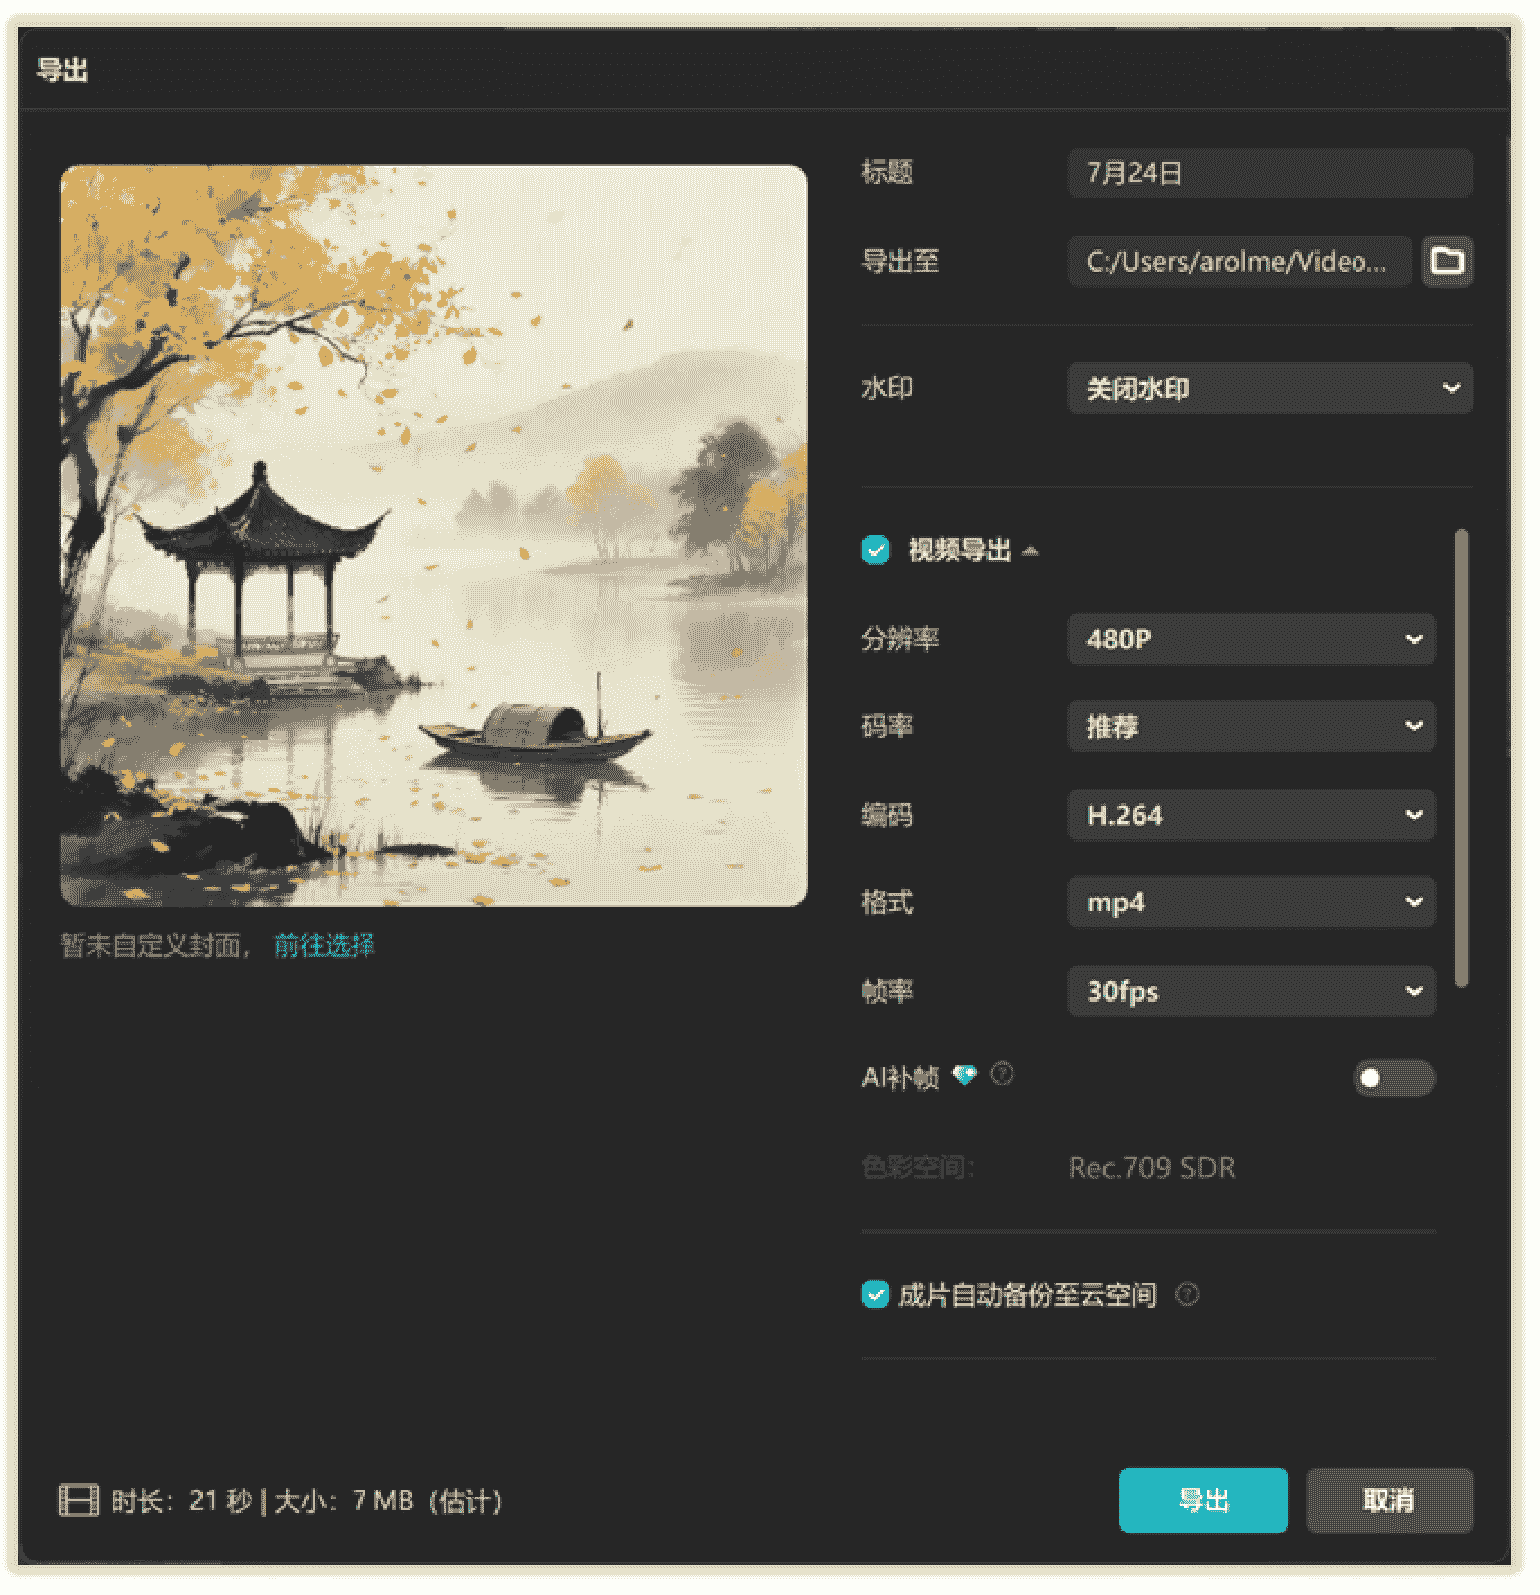 导出
标题 7月24日
导出至 C:/Users/arolme/Video...
水印 关闭水印
视频导出
分辨率 480P
码率 推荐
编码 H.264
格式 mp4
帧率 30fps
AI补帧
色彩空间： Rec.709 SDR
成片自动备份至云空间
暂未自定义封面， 前往选择
时长：21 秒 | 大小：7 MB（估计）
导出 取消